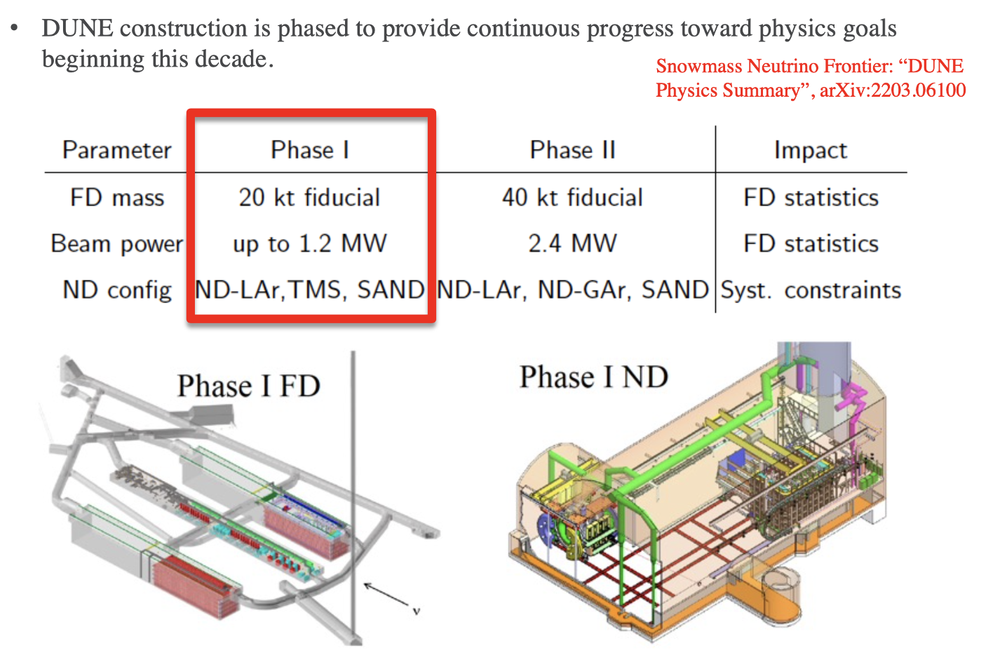 • DUNE construction is phased to provide continuous progress toward physics goals
beginning this decade.
Snowmass Neutrino Frontier: “DUNE
Physics Summary”, arXiv:2203.06100
Parameter Phase I Phase II Impact
FD mass 20 kt fiducial 40 kt fiducial FD statistics
Beam power up to 1.2 MW 2.4 MW FD statistics
ND config ND-LAr,TMS, SAND ND-LAr, ND-GAr, SAND Syst. constraints
Phase I FD
Phase I ND
ν